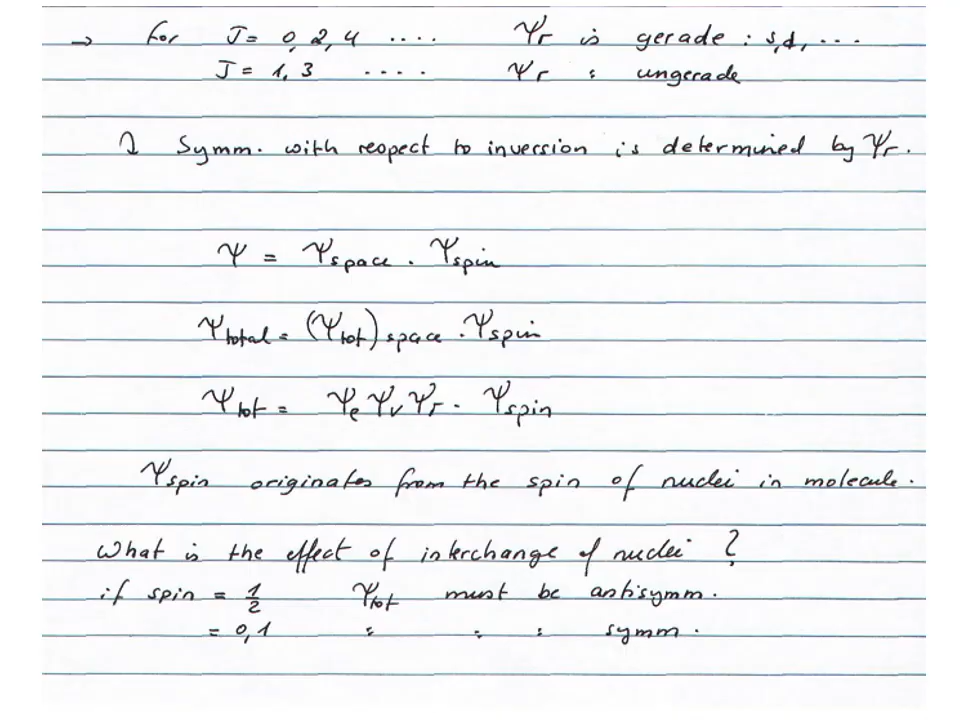 → for J = 0, 2, 4 .... Ψr is gerade : s,d, ...
J = 1, 3 .... Ψr : ungerade
Symm. with respect to inversion is determined by Ψr.
Ψ = Ψspace . Ψspin
Ψtotal = (Ψtot)space . Ψspin
Ψtot = Ψe Ψv Ψr . Ψspin
Ψspin originates from the spin of nuclei in molecule.
What is the effect of interchange of nuclei ?
if spin = 1/2 Ψtot must be antisymm.
= 0,1 : : : symm.